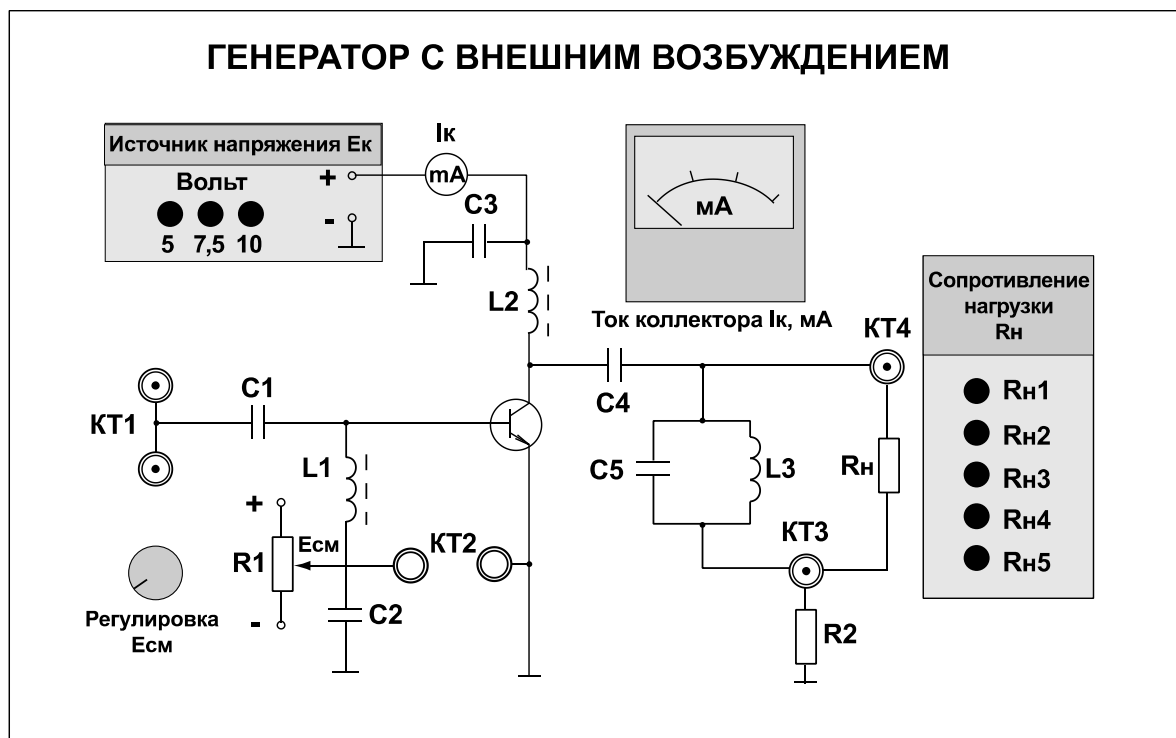 ГЕНЕРАТОР С ВНЕШНИМ ВОЗБУЖДЕНИЕМ
Источник напряжения Ек
Вольт
+
-
5 7,5 10
Iк
mA
C3
L2
мА
Ток коллектора Iк, мА
КТ4
Сопротивление
нагрузки
Rн
Rн1
Rн2
Rн3
Rн4
Rн5
КТ1
C1
C4
L1
C5
L3
Rн
+
R1
-
Есм
КТ2
КТ3
C2
R2
Регулировка
Есм